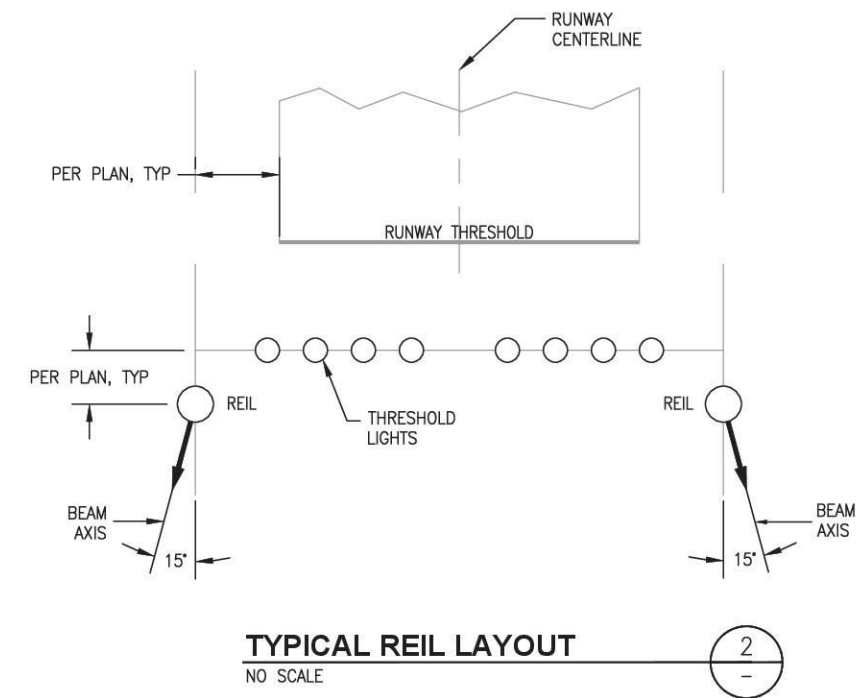 RUNWAY
CENTERLINE
PER PLAN, TYP
RUNWAY THRESHOLD
PER PLAN, TYP
REIL
THRESHOLD
LIGHTS
REIL
BEAM
AXIS
15°
BEAM
AXIS
15°
TYPICAL REIL LAYOUT
NO SCALE
2
-